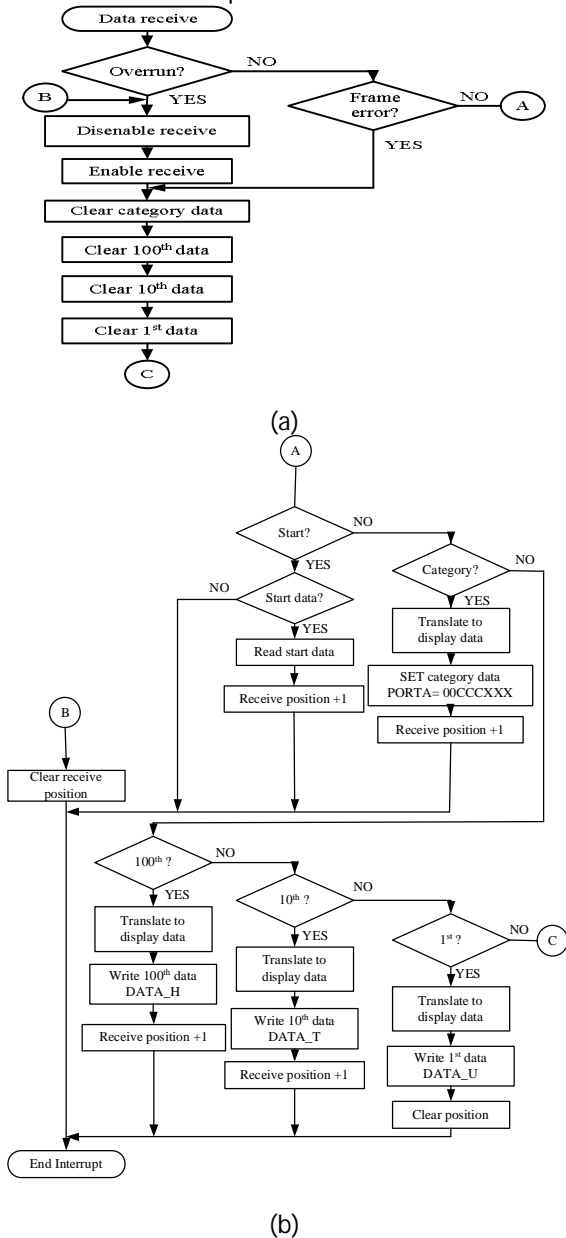 Data receive
Overrun?
NO
B
YES
Frame
error?
NO
A
YES
Disenable receive
Enable receive
Clear category data
Clear 100th data
Clear 10th data
Clear 1st data
C
(a)
A
Start?
NO
YES
Category?
NO
NO
Start data?
YES
YES
Translate to
display data
Read start data
SET category data
PORTA= 00CCCXXX
Receive position +1
Receive position +1
B
Clear receive
position
100th ?
NO
YES
10th ?
NO
YES
1st ?
NO
C
YES
Translate to
display data
Write 100th data
DATA_H
Receive position +1
Translate to
display data
Write 10th data
DATA_T
Receive position +1
Translate to
display data
Write 1st data
DATA_U
Clear position
End Interrupt
(b)